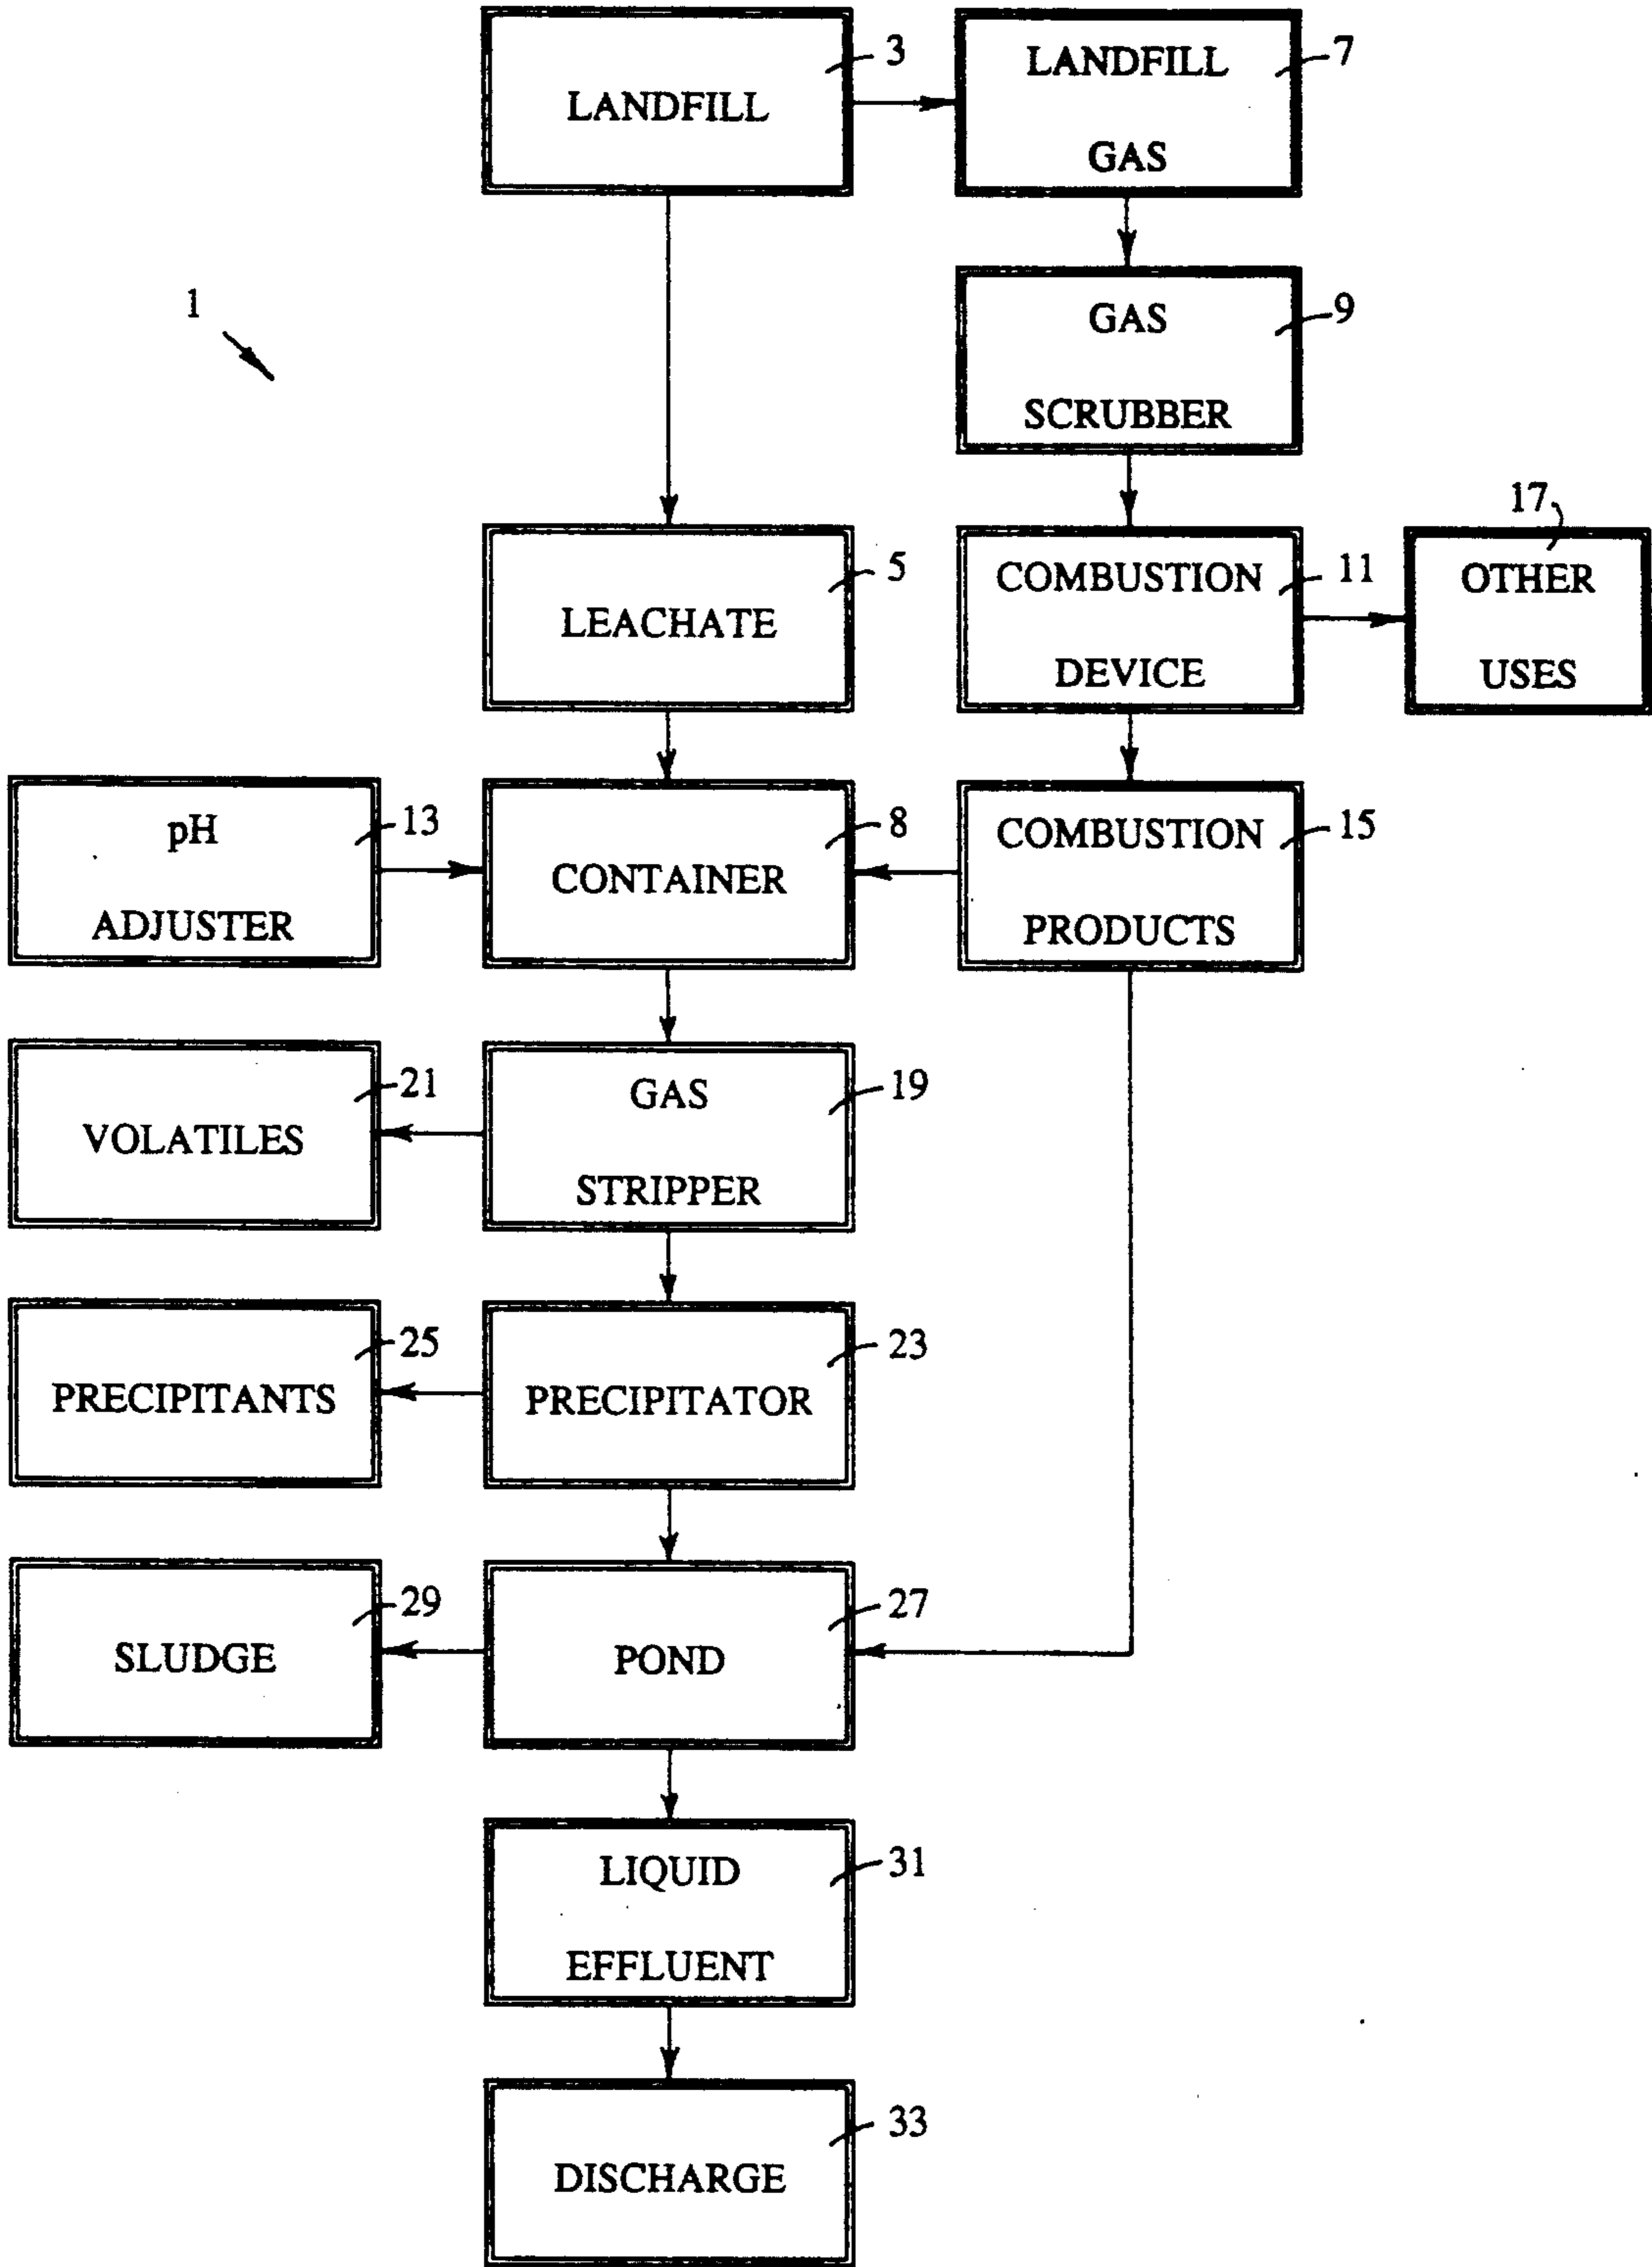 3
LANDFILL
LANDFILL
GAS
7
1
GAS
SCRUBBER
9
5
LEACHATE
COMBUSTION
DEVICE
11
17
OTHER
USES
pH
ADJUSTER
13
8
CONTAINER
COMBUSTION
PRODUCTS
15
21
VOLATILES
GAS
STRIPPER
19
25
PRECIPITANTS
23
PRECIPITATOR
29
SLUDGE
27
POND
LIQUID
EFFLUENT
31
33
DISCHARGE